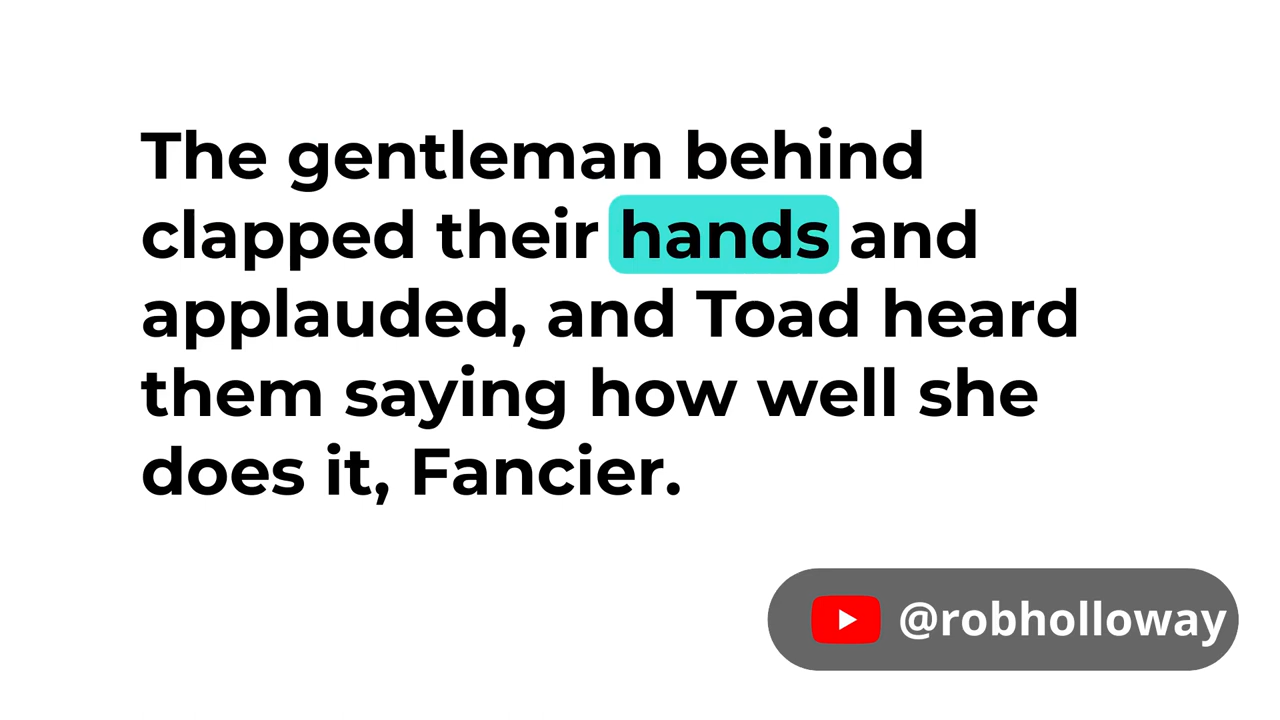 The gentleman behind
clapped their hands and
applauded, and Toad heard
them saying how well she
does it, Fancier.
@robholloway